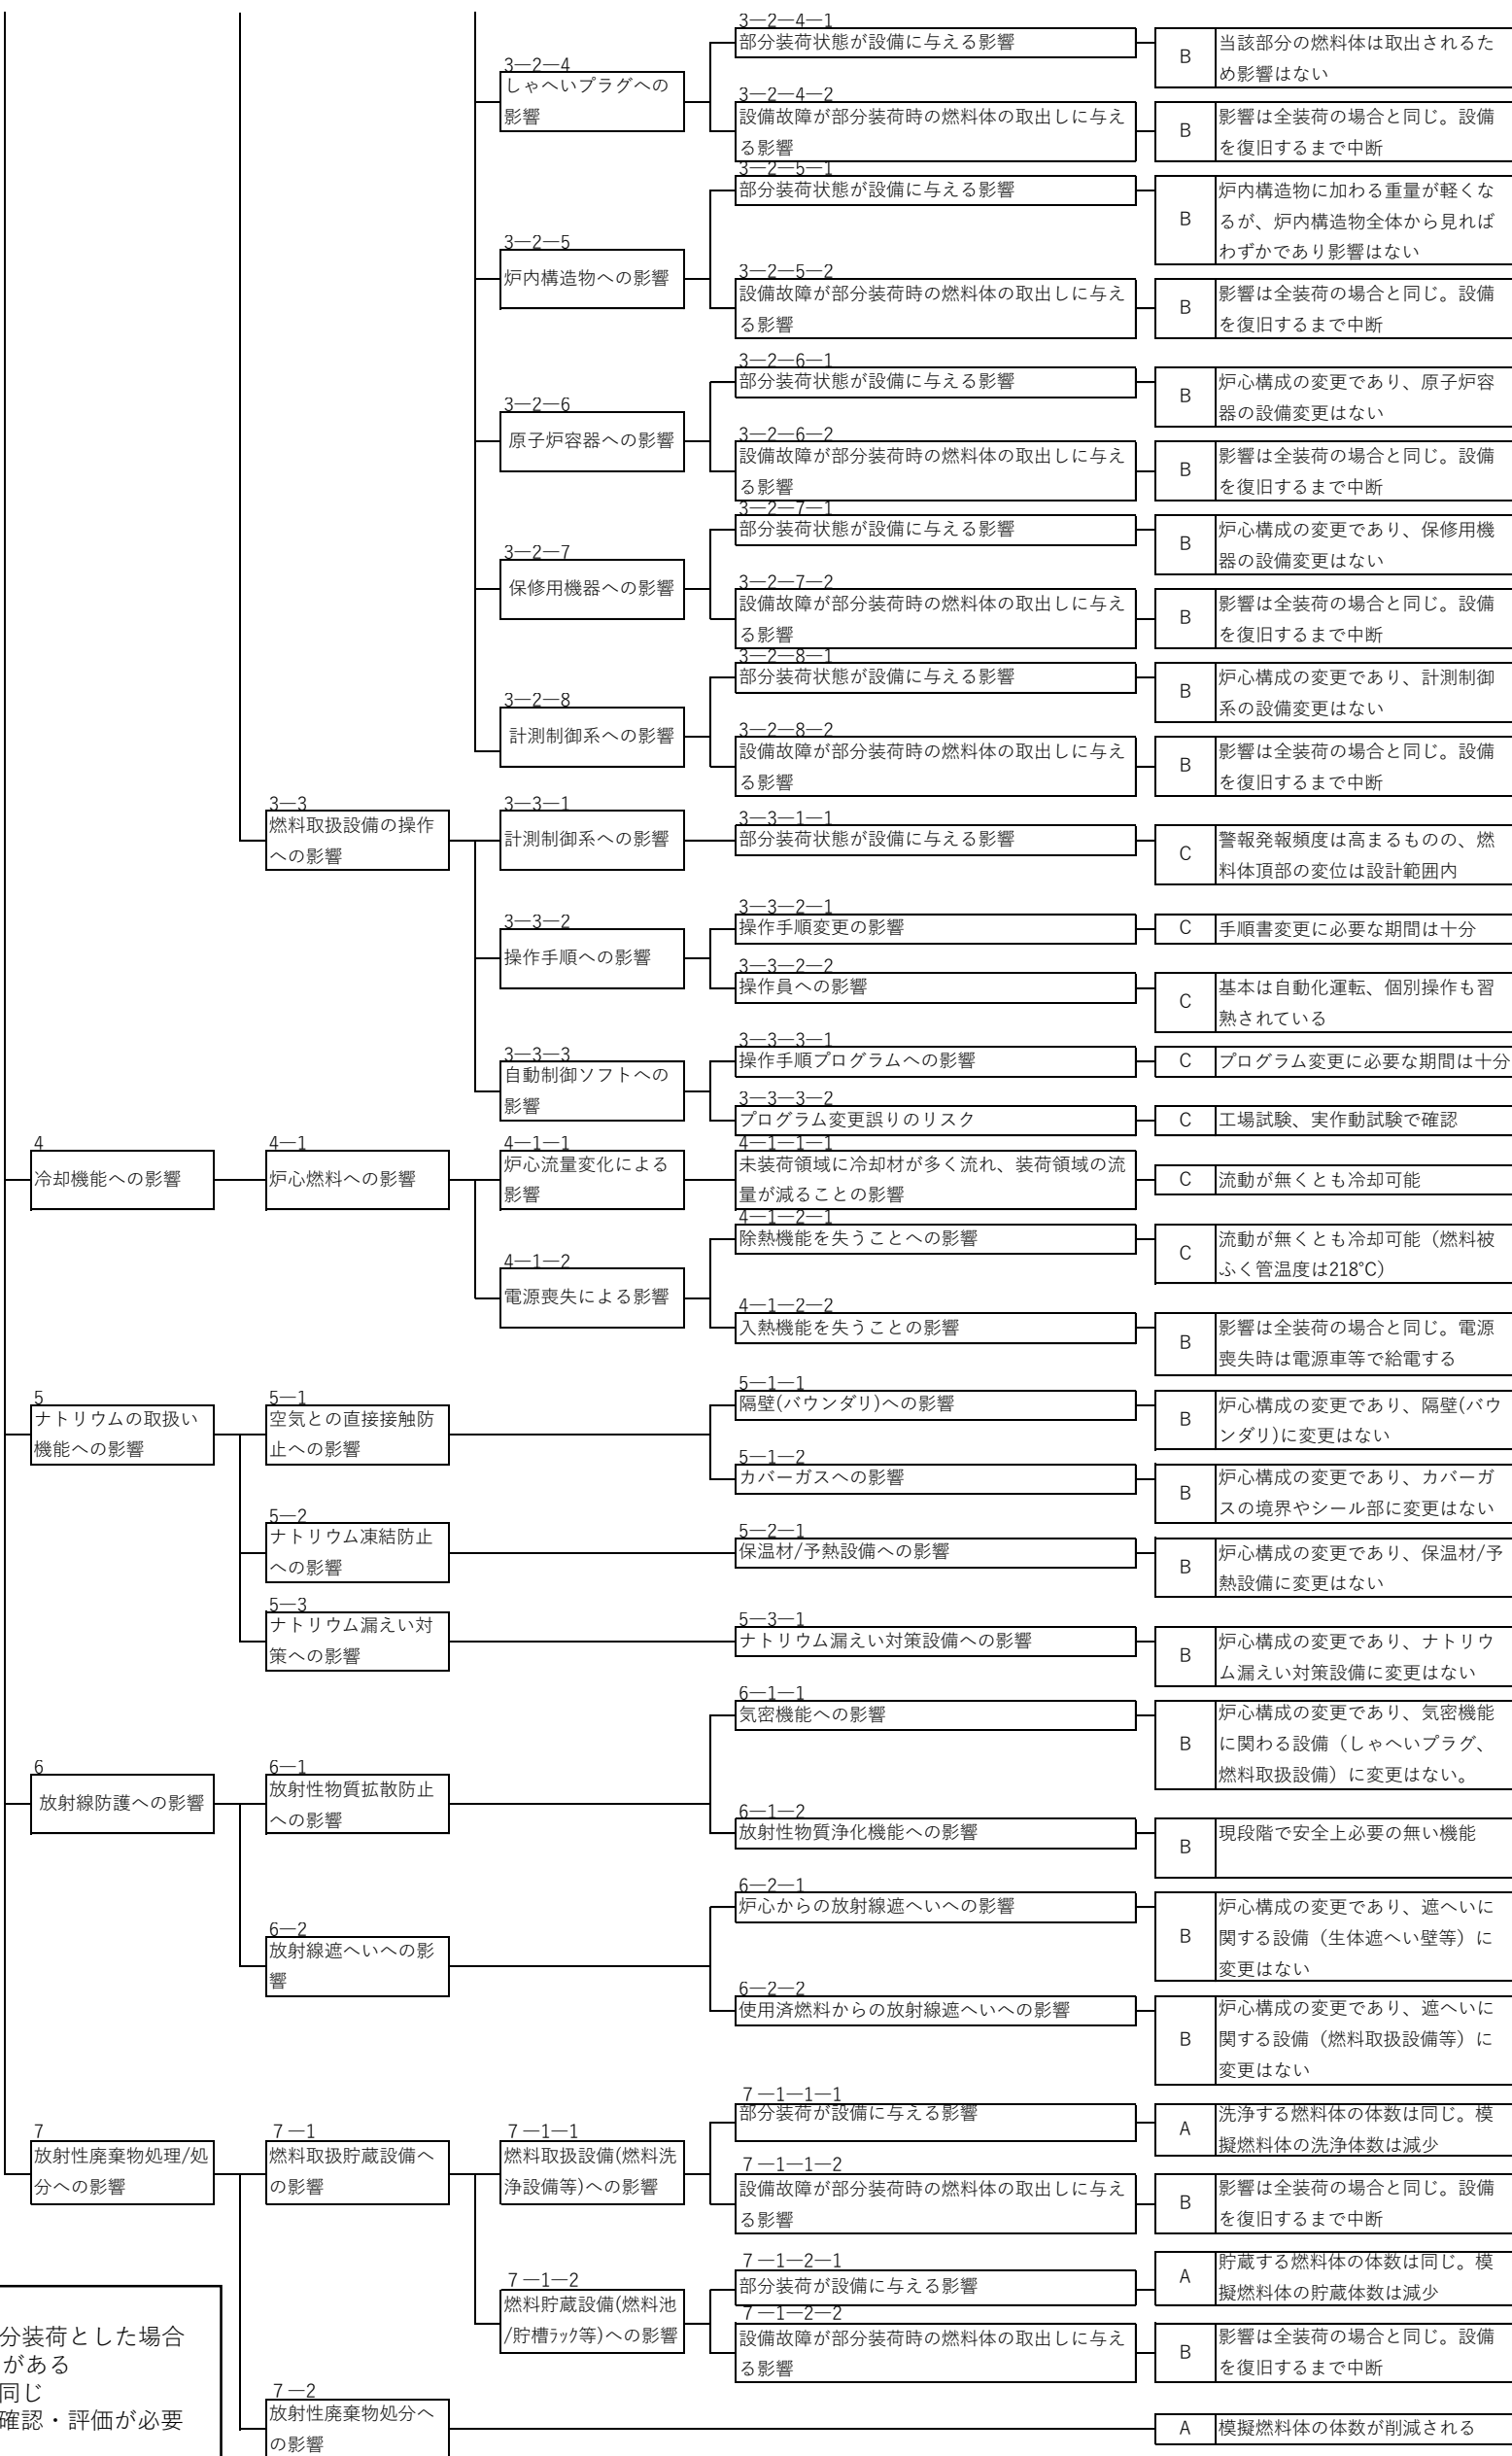 3―2―4
しゃへいプラグへの
影響
3―2―4―1
部分装荷状態が設備に与える影響
B
当該部分の燃料体は取出されるた
め影響はない
3―2―4―2
設備故障が部分装荷時の燃料体の取出しに与え
る影響
B
影響は全装荷の場合と同じ。設備
を復旧するまで中断
3―2―5
炉内構造物への影響
3―2―5―1
部分装荷状態が設備に与える影響
B
炉内構造物に加わる重量が軽くな
るが、炉内構造物全体から見れば
わずかであり影響はない
3―2―5―2
設備故障が部分装荷時の燃料体の取出しに与え
る影響
B
影響は全装荷の場合と同じ。設備
を復旧するまで中断
3―2―6
原子炉容器への影響
3―2―6―1
部分装荷状態が設備に与える影響
B
炉心構成の変更であり、原子炉容
器の設備変更はない
3―2―6―2
設備故障が部分装荷時の燃料体の取出しに与え
る影響
B
影響は全装荷の場合と同じ。設備
を復旧するまで中断
3―2―7
保修用機器への影響
3―2―7―1
部分装荷状態が設備に与える影響
B
炉心構成の変更であり、保修用機
器の設備変更はない
3―2―7―2
設備故障が部分装荷時の燃料体の取出しに与え
る影響
B
影響は全装荷の場合と同じ。設備
を復旧するまで中断
3―2―8
計測制御系への影響
3―2―8―1
部分装荷状態が設備に与える影響
B
炉心構成の変更であり、計測制御
系の設備変更はない
3―2―8―2
設備故障が部分装荷時の燃料体の取出しに与え
る影響
B
影響は全装荷の場合と同じ。設備
を復旧するまで中断
3―3
燃料取扱設備の操作
への影響
3―3―1
計測制御系への影響
3―3―1―1
部分装荷状態が設備に与える影響
C
警報発報頻度は高まるものの、燃
料体頂部の変位は設計範囲内
3―3―2
操作手順への影響
3―3―2―1
操作手順変更の影響
C
手順書変更に必要な期間は十分
3―3―2―2
操作員への影響
C
基本は自動化運転、個別操作も習
熟されている
3―3―3
自動制御ソフトへの
影響
3―3―3―1
操作手順プログラムへの影響
C
プログラム変更に必要な期間は十分
3―3―3―2
プログラム変更誤りのリスク
C
工場試験、実作動試験で確認
4
冷却機能への影響
4―1
炉心燃料への影響
4―1―1
炉心流量変化による
影響
4―1―1―1
未装荷領域に冷却材が多く流れ、装荷領域の流
量が減ることの影響
C
流動が無くとも冷却可能
4―1―2
電源喪失による影響
4―1―2―1
除熱機能を失うことへの影響
C
流動が無くとも冷却可能（燃料被
ふく管温度は218℃）
4―1―2―2
入熱機能を失うことの影響
B
影響は全装荷の場合と同じ。電源
喪失時は電源車等で給電する
5
ナトリウムの取扱い
機能への影響
5―1
空気との直接接触防
止への影響
5―1―1
隔壁(バウンダリ)への影響
B
炉心構成の変更であり、隔壁(バウ
ンダリ)に変更はない
5―1―2
カバーガスへの影響
B
炉心構成の変更であり、カバーガ
スの境界やシール部に変更はない
5―2
ナトリウム凍結防止
への影響
5―2―1
保温材/予熱設備への影響
B
炉心構成の変更であり、保温材/予
熱設備に変更はない
5―3
ナトリウム漏えい対
策への影響
5―3―1
ナトリウム漏えい対策設備への影響
B
炉心構成の変更であり、ナトリウ
ム漏えい対策設備に変更はない
6
放射線防護への影響
6―1
放射性物質拡散防止
への影響
6―1―1
気密機能への影響
B
炉心構成の変更であり、気密機能
に関わる設備（しゃへいプラグ、
燃料取扱設備）に変更はない。
6―1―2
放射性物質浄化機能への影響
B
現段階で安全上必要の無い機能
6―2
放射線遮へいへの影
響
6―2―1
炉心からの放射線遮へいへの影響
B
炉心構成の変更であり、遮へいに
関する設備（生体遮へい壁等）に
変更はない
6―2―2
使用済燃料からの放射線遮へいへの影響
B
炉心構成の変更であり、遮へいに
関する設備（燃料取扱設備等）に
変更はない
7
放射性廃棄物処理/処
分への影響
７―1
燃料取扱貯蔵設備へ
の影響
７―1―1
燃料取扱設備(燃料洗
浄設備等)への影響
７―1―1―1
部分装荷が設備に与える影響
A
洗浄する燃料体の体数は同じ。模
擬燃料体の洗浄体数は減少
７―1―1―2
設備故障が部分装荷時の燃料体の取出しに与え
る影響
B
影響は全装荷の場合と同じ。設備
を復旧するまで中断
７―1―2
燃料貯蔵設備(燃料池
/貯槽ﾗｯｸ等)への影響
７―1―2―1
部分装荷が設備に与える影響
A
貯蔵する燃料体の体数は同じ。模
擬燃料体の貯蔵体数は減少
７―1―2―2
設備故障が部分装荷時の燃料体の取出しに与え
る影響
B
影響は全装荷の場合と同じ。設備
を復旧するまで中断
７―2
放射性廃棄物処分へ
の影響
A
模擬燃料体の体数が削減される
分装荷とした場合
がある
同じ
確認・評価が必要